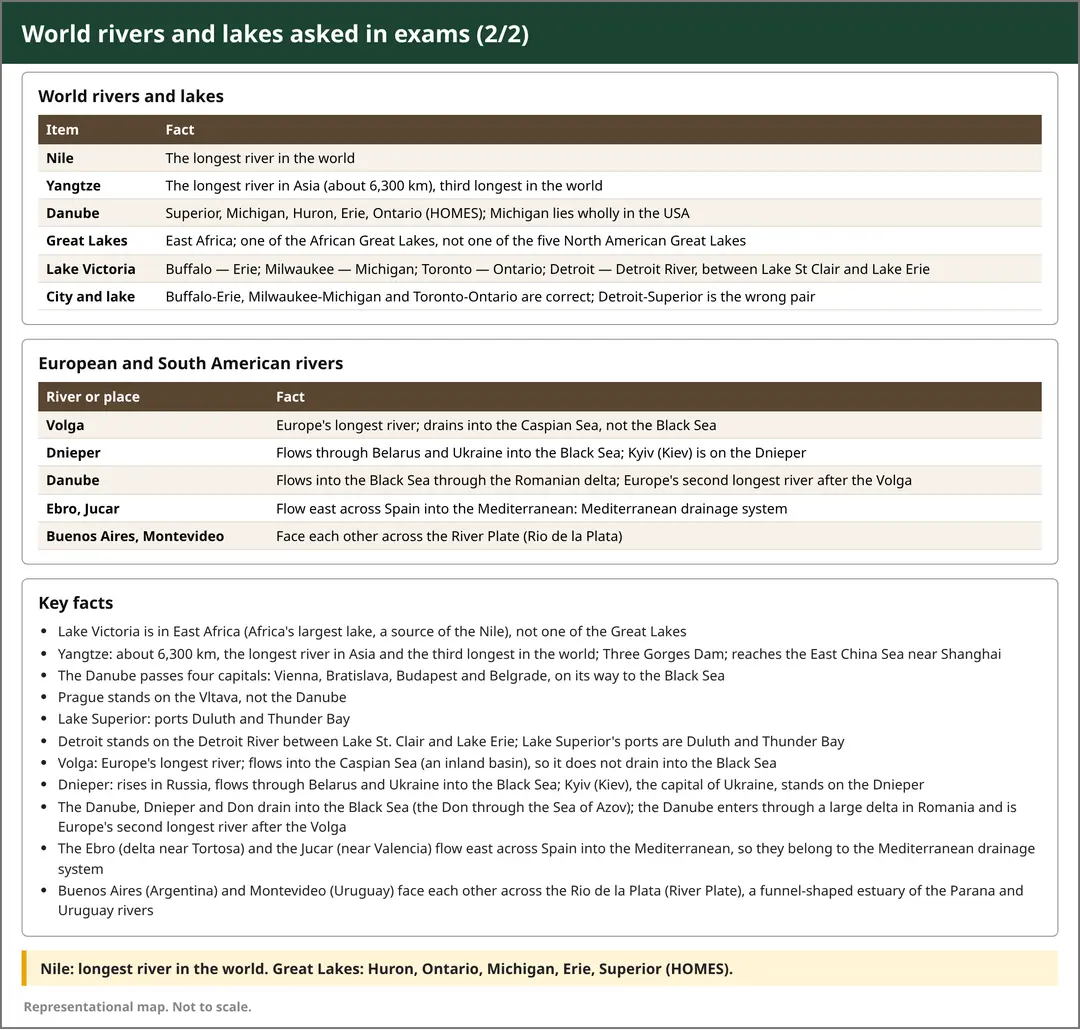 World rivers and lakes asked in exams (2/2)
World rivers and lakes
Item Fact
Nile The longest river in the world
Yangtze The longest river in Asia (about 6,300 km), third longest in the world
Danube Superior, Michigan, Huron, Erie, Ontario (HOMES); Michigan lies wholly in the USA
Great Lakes East Africa; one of the African Great Lakes, not one of the five North American Great Lakes
Lake Victoria Buffalo — Erie; Milwaukee — Michigan; Toronto — Ontario; Detroit — Detroit River, between Lake St Clair and Lake Erie
City and lake Buffalo-Erie, Milwaukee-Michigan and Toronto-Ontario are correct; Detroit-Superior is the wrong pair
European and South American rivers
River or place Fact
Volga Europe's longest river; drains into the Caspian Sea, not the Black Sea
Dnieper Flows through Belarus and Ukraine into the Black Sea; Kyiv (Kiev) is on the Dnieper
Danube Flows into the Black Sea through the Romanian delta; Europe's second longest river after the Volga
Ebro, Jucar Flow east across Spain into the Mediterranean: Mediterranean drainage system
Buenos Aires, Montevideo Face each other across the River Plate (Rio de la Plata)
Key facts
• Lake Victoria is in East Africa (Africa's largest lake, a source of the Nile), not one of the Great Lakes
• Yangtze: about 6,300 km, the longest river in Asia and the third longest in the world; Three Gorges Dam; reaches the East China Sea near Shanghai
• The Danube passes four capitals: Vienna, Bratislava, Budapest and Belgrade, on its way to the Black Sea
• Prague stands on the Vltava, not the Danube
• Lake Superior: ports Duluth and Thunder Bay
• Detroit stands on the Detroit River between Lake St. Clair and Lake Erie; Lake Superior's ports are Duluth and Thunder Bay
• Volga: Europe's longest river; flows into the Caspian Sea (an inland basin), so it does not drain into the Black Sea
• Dnieper: rises in Russia, flows through Belarus and Ukraine into the Black Sea; Kyiv (Kiev), the capital of Ukraine, stands on the Dnieper
• The Danube, Dnieper and Don drain into the Black Sea (the Don through the Sea of Azov); the Danube enters through a large delta in Romania and is
Europe's second longest river after the Volga
• The Ebro (delta near Tortosa) and the Jucar (near Valencia) flow east across Spain into the Mediterranean, so they belong to the Mediterranean drainage
system
• Buenos Aires (Argentina) and Montevideo (Uruguay) face each other across the Rio de la Plata (River Plate), a funnel-shaped estuary of the Parana and
Uruguay rivers
Nile: longest river in the world. Great Lakes: Huron, Ontario, Michigan, Erie, Superior (HOMES).
Representational map. Not to scale.